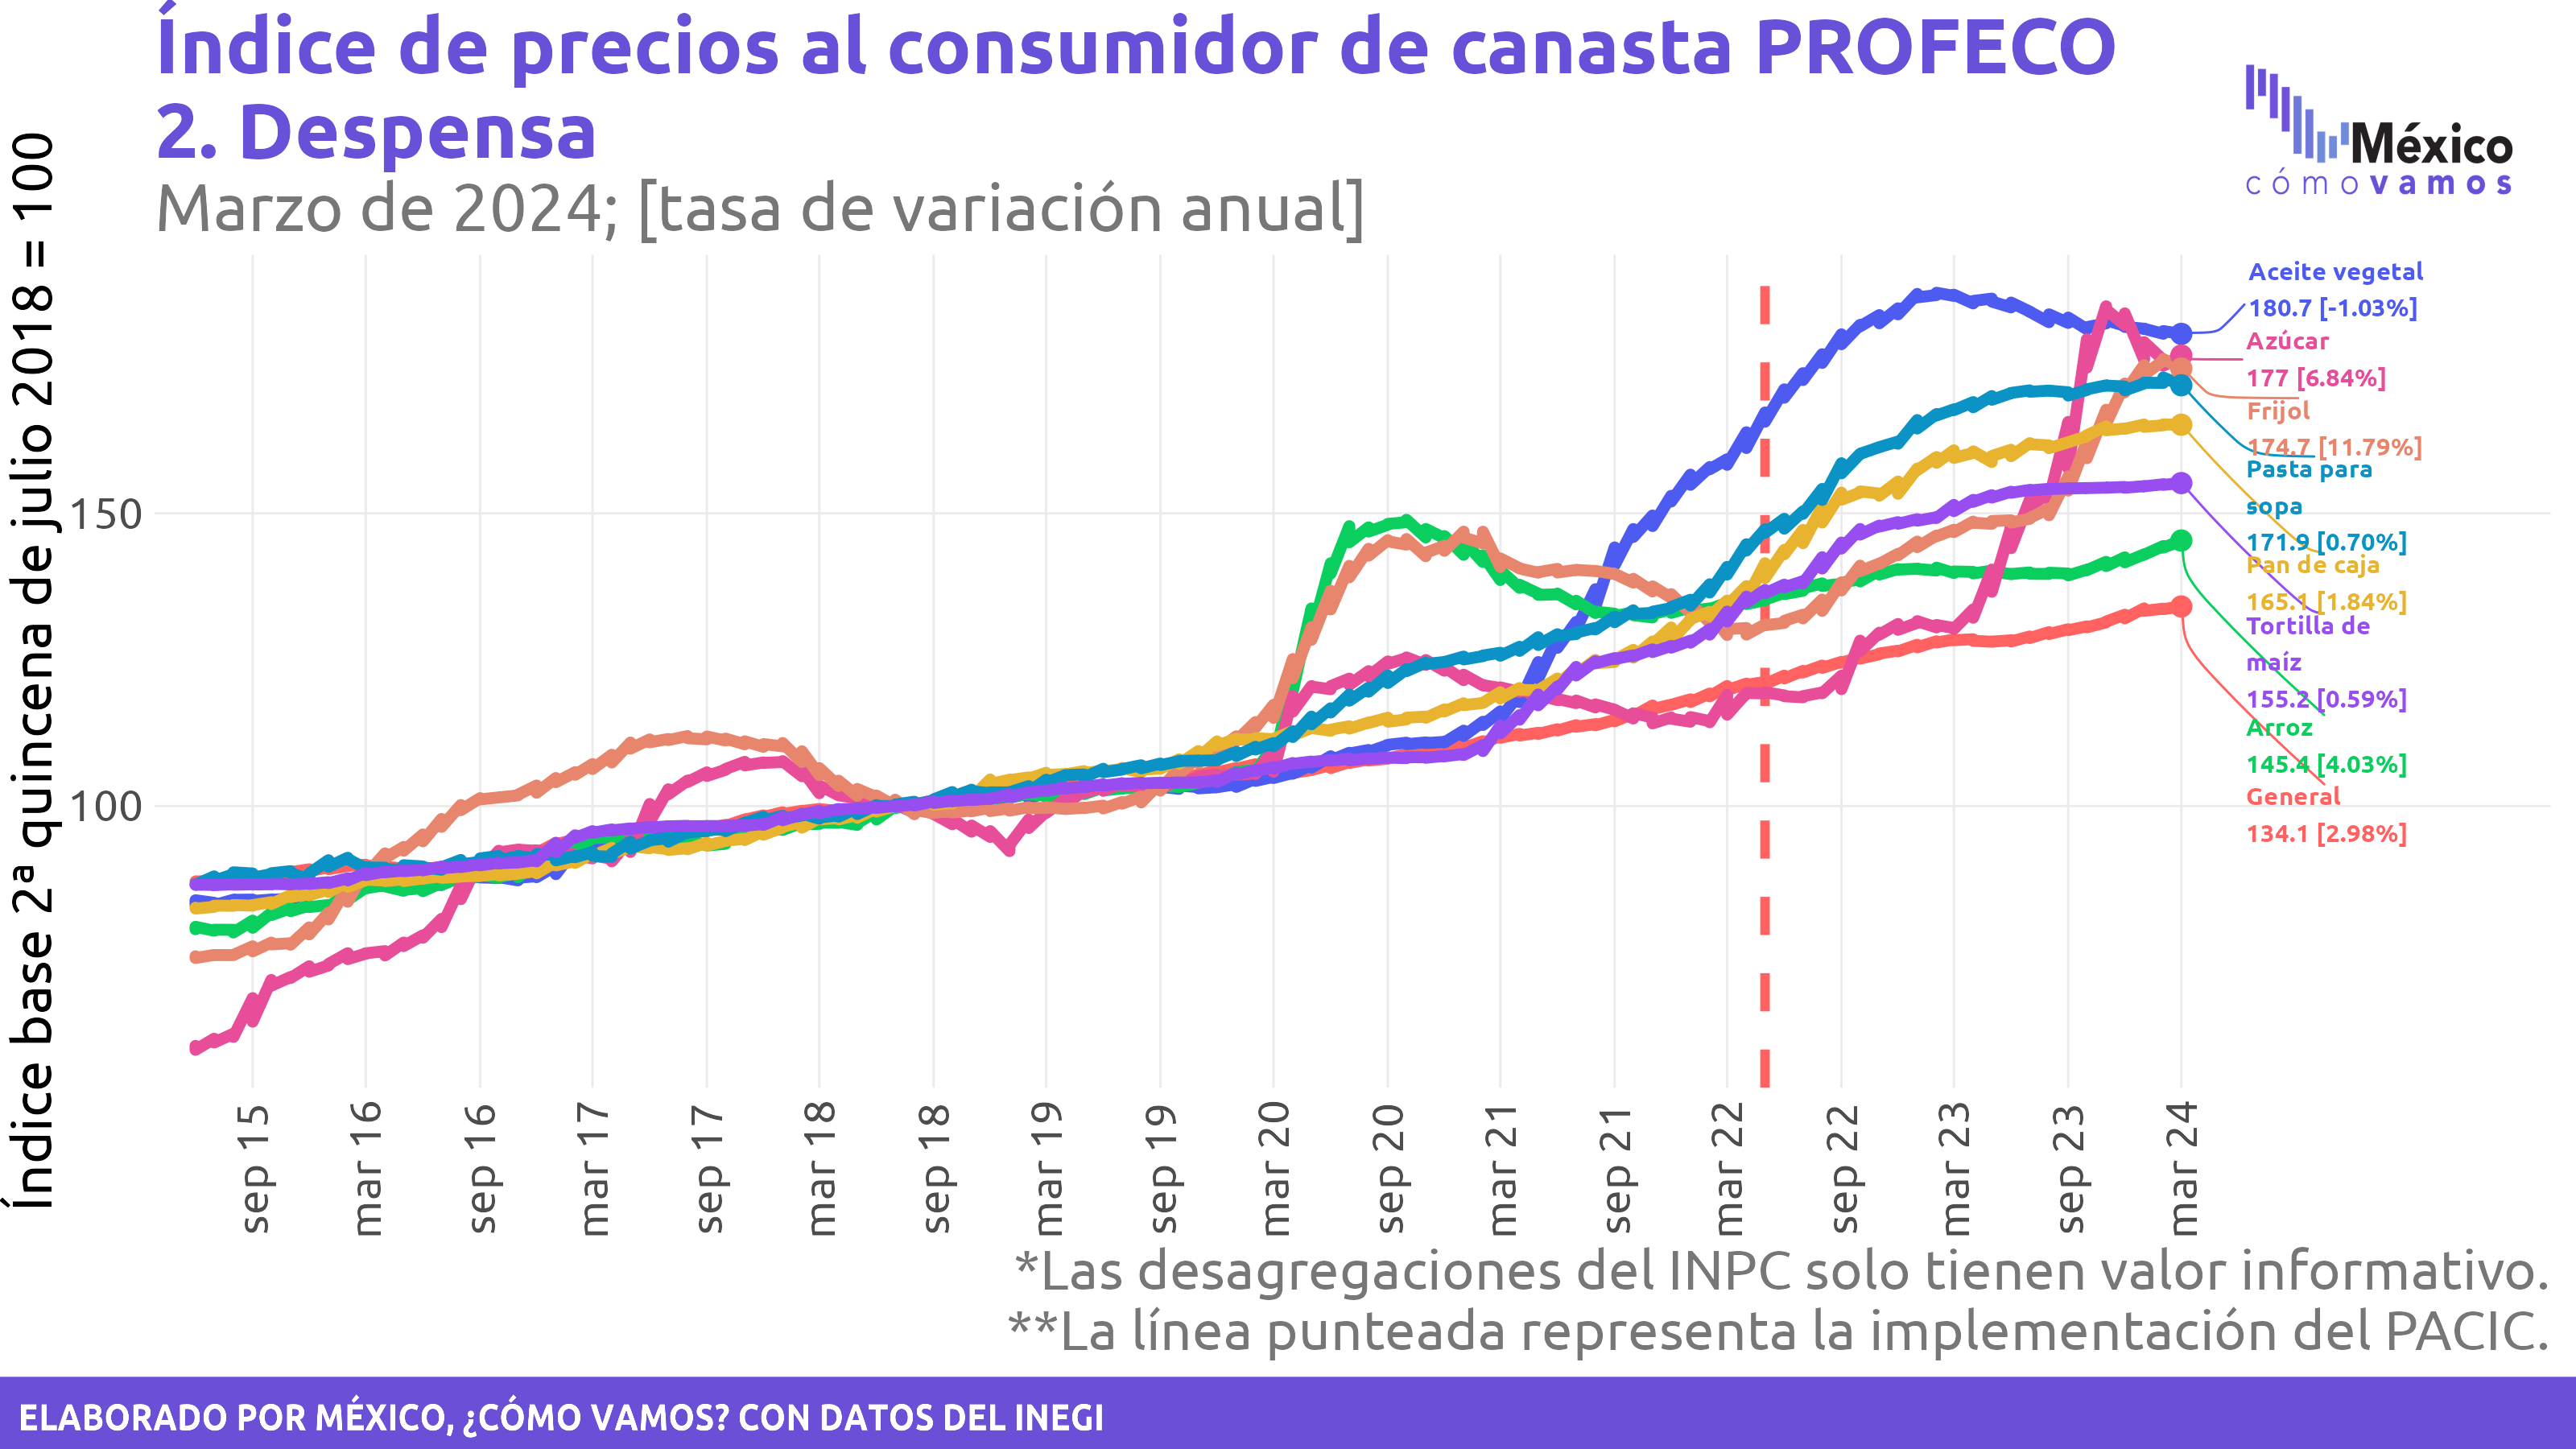 Índice de precios al consumidor de canasta PROFECO
2. Despensa
Marzo de 2024; [tasa de variación anual]
México
cómo vamos
Índice base 2ª quincena de julio 2018 = 100
150
100
Aceite vegetal
180.7 [-1.03%]
Azúcar
177 [6.84%]
Frijol
174.7 [11.79%]
Pasta para
sopa
171.9 [0.70%]
Pan de caja
165.1 [1.84%]
Tortilla de
maíz
155.2 [0.59%]
Arroz
145.4 [4.03%]
General
134.1 [2.98%]
sep 15
mar 16
sep 16
mar 17
sep 17
mar 18
sep 18
mar 19
sep 19
mar 20
sep 20
mar 21
sep 21
mar 22
sep 22
mar 23
sep 23
mar 24
*Las desagregaciones del INPC solo tienen valor informativo.
**La línea punteada representa la implementación del PACIC.
ELABORADO POR MÉXICO, ¿CÓMO VAMOS? CON DATOS DEL INEGI